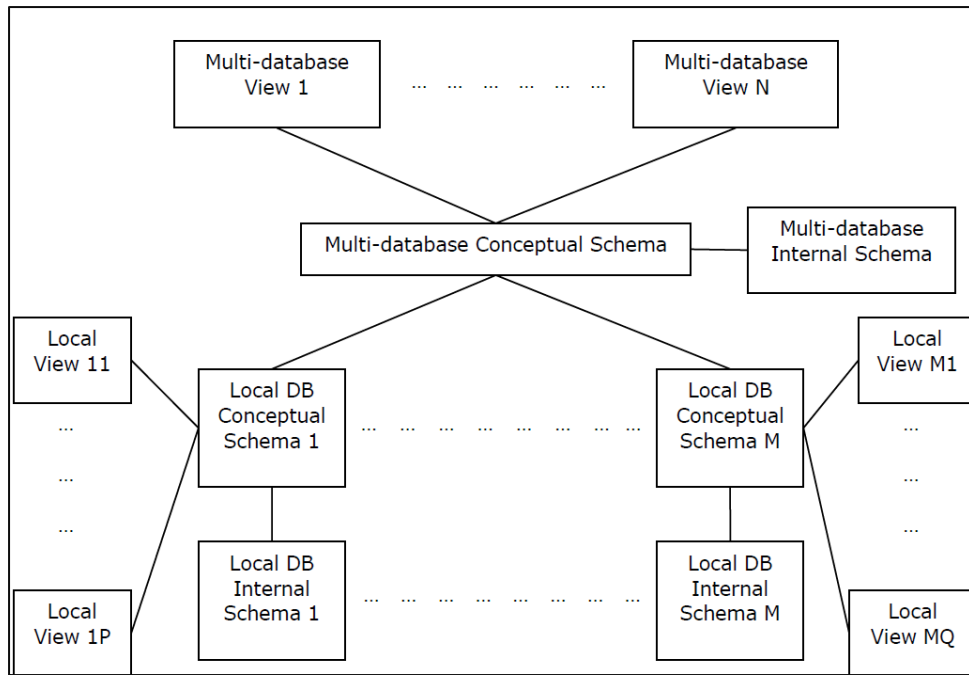 Multi-database
View 1
... ... ... ... ... ...
Multi-database
View N
Multi-database Conceptual Schema
Multi-database
Internal Schema
Local
View 11
...
...
...
Local
View 1P
Local DB
Conceptual
Schema 1
... ... ... ... ... ... ... ...
Local DB
Conceptual
Schema M
Local DB
Internal
Schema 1
... ... ... ... ... ... ... ...
Local DB
Internal
Schema M
Local
View M1
...
...
...
Local
View MQ